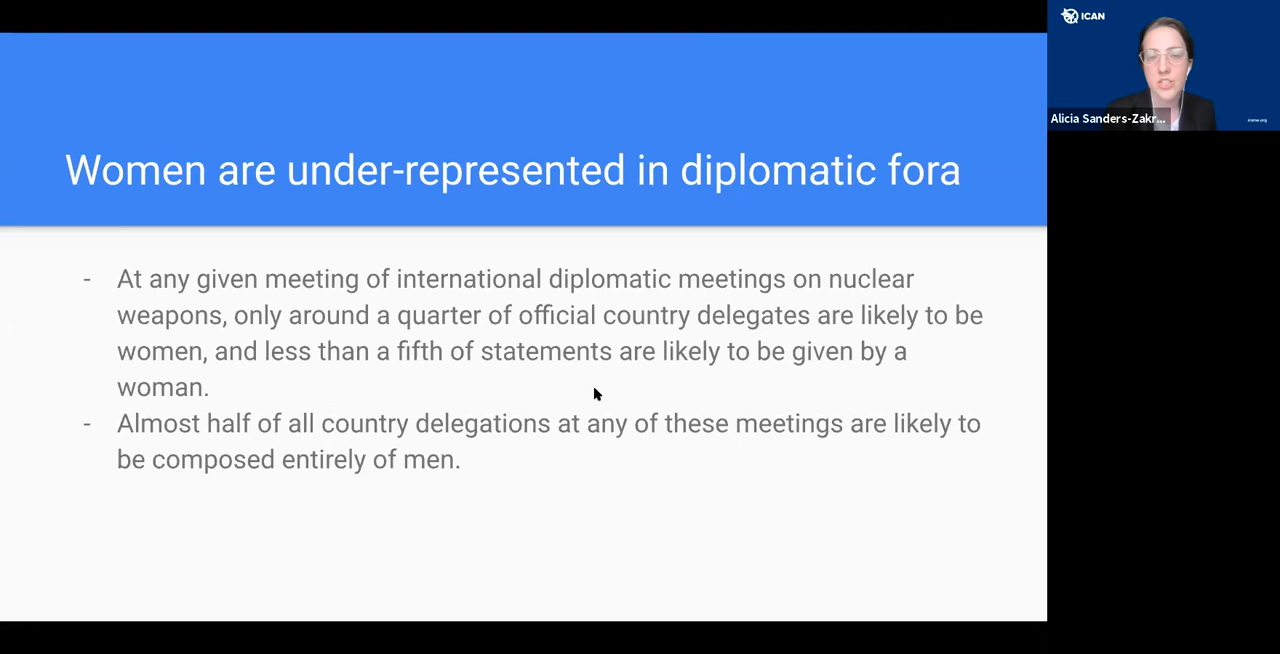 Women are under-represented in diplomatic fora
- At any given meeting of international diplomatic meetings on nuclear
weapons, only around a quarter of official country delegates are likely to be
women, and less than a fifth of statements are likely to be given by a
woman.
- Almost half of all country delegations at any of these meetings are likely to
be composed entirely of men.
ICAN
Alicia Sanders-Zakr...